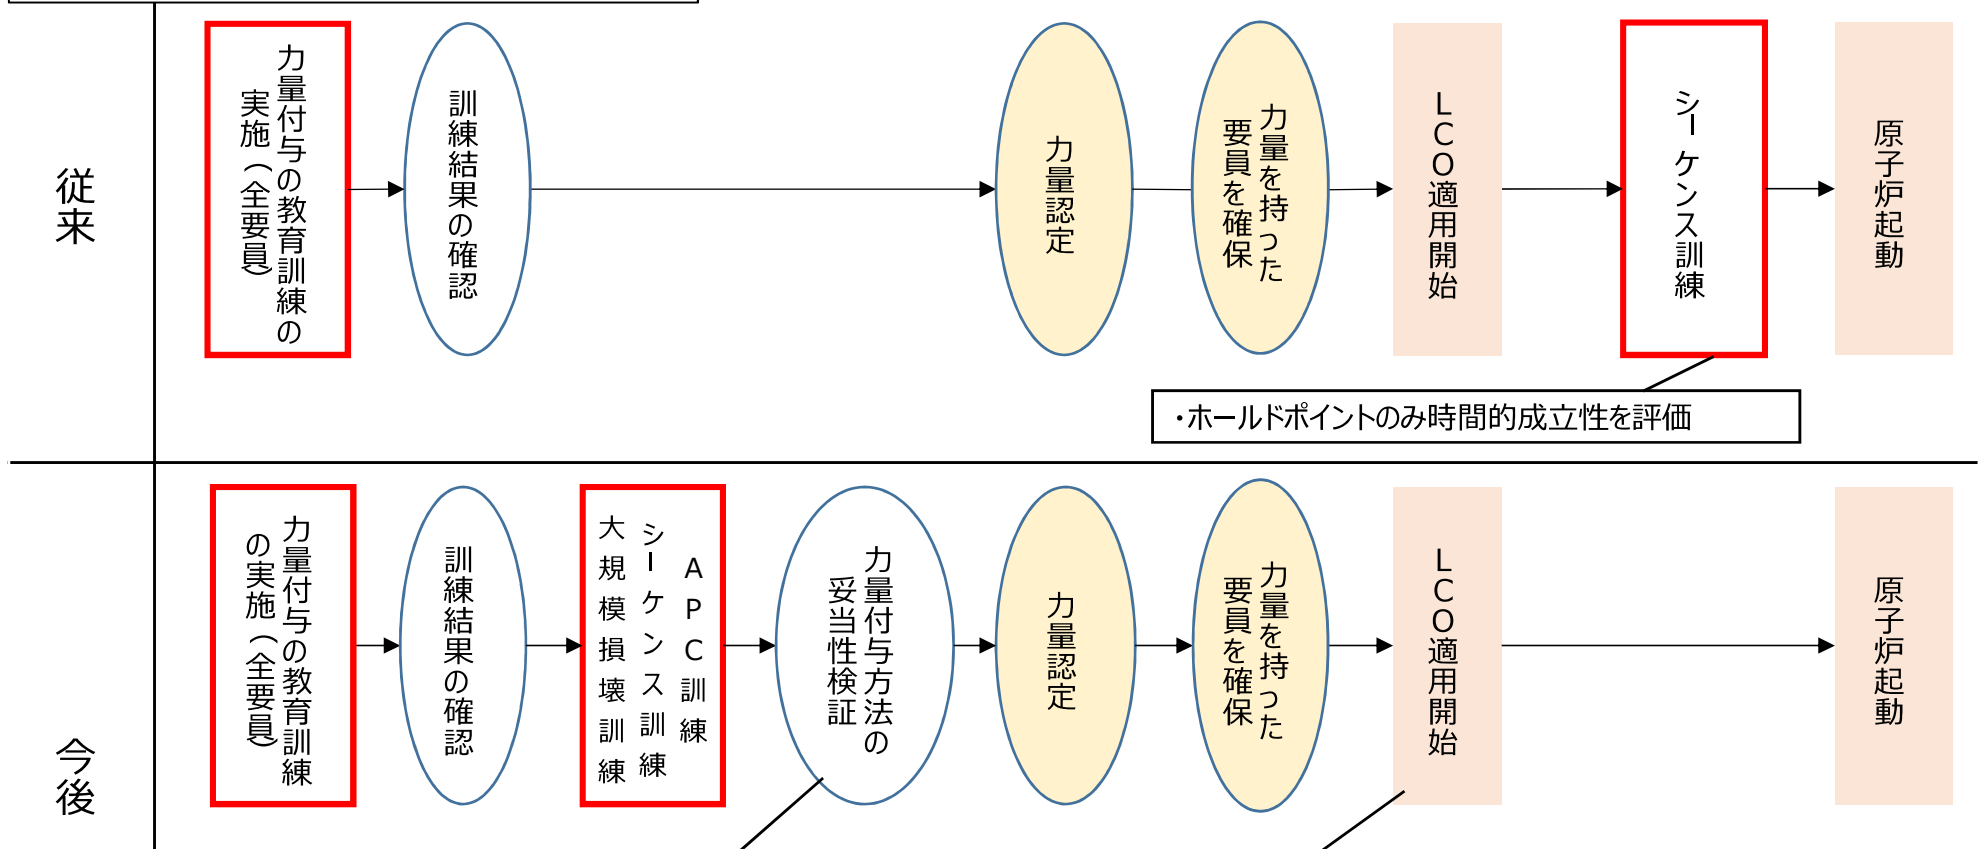 従来
力量付与の教育訓練の
実施（全要員）
訓練結果の確認
力量認定
力量を持った
要員を確保
LCO適用開始
シーケンス訓練
原子炉起動
・ホールドポイントのみ時間的成立性を評価
今後
力量付与の教育訓練
の実施（全要員）
訓練結果の確認
APC訓練
シーケンス訓練
大規模損壊訓練
力量付与方法の
妥当性検証
力量認定
力量を持った
要員を確保
LCO適用開始
原子炉起動